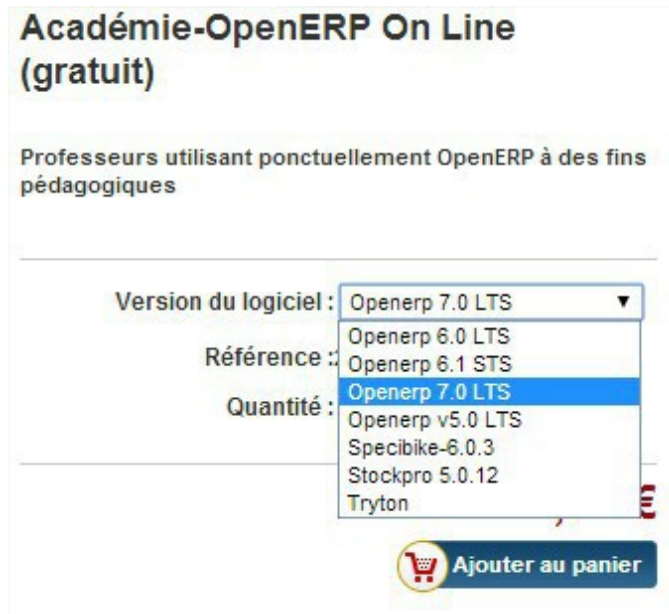 Académie-OpenERP On Line
(gratuit)
Professeurs utilisant ponctuellement OpenERP à des fins
pédagogiques
Version du logiciel : Openerp 7.0 LTS
Openerp 6.0 LTS
Référence : Openerp 6.1 STS
Openerp 7.0 LTS
Quantité : Openerp v5.0 LTS
Specibike-6.0.3
Stockpro 5.0.12
Tryton
€
Ajouter au panier